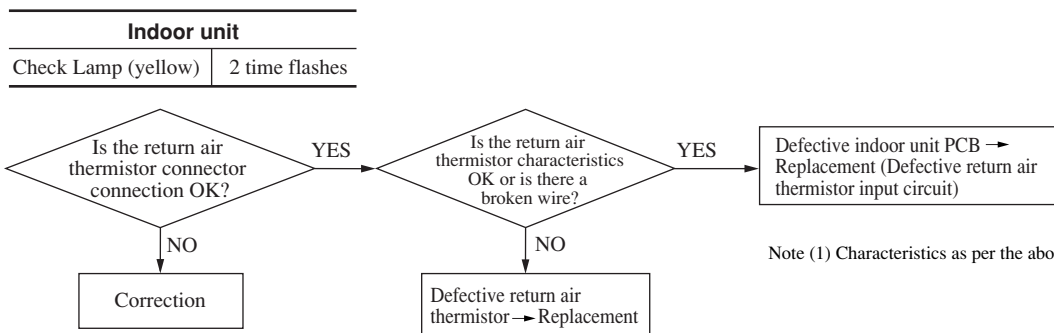 Indoor unit
Check Lamp (yellow) 2 time flashes
Is the return air
thermistor connector
connection OK?
YES
Is the return air
thermistor characteristics
OK or is there a
broken wire?
YES
Defective indoor unit PCB →
Replacement (Defective return air
thermistor input circuit)
NO
NO
Note (1) Characteristics as per the abo
Correction
Defective return air
thermistor → Replacement